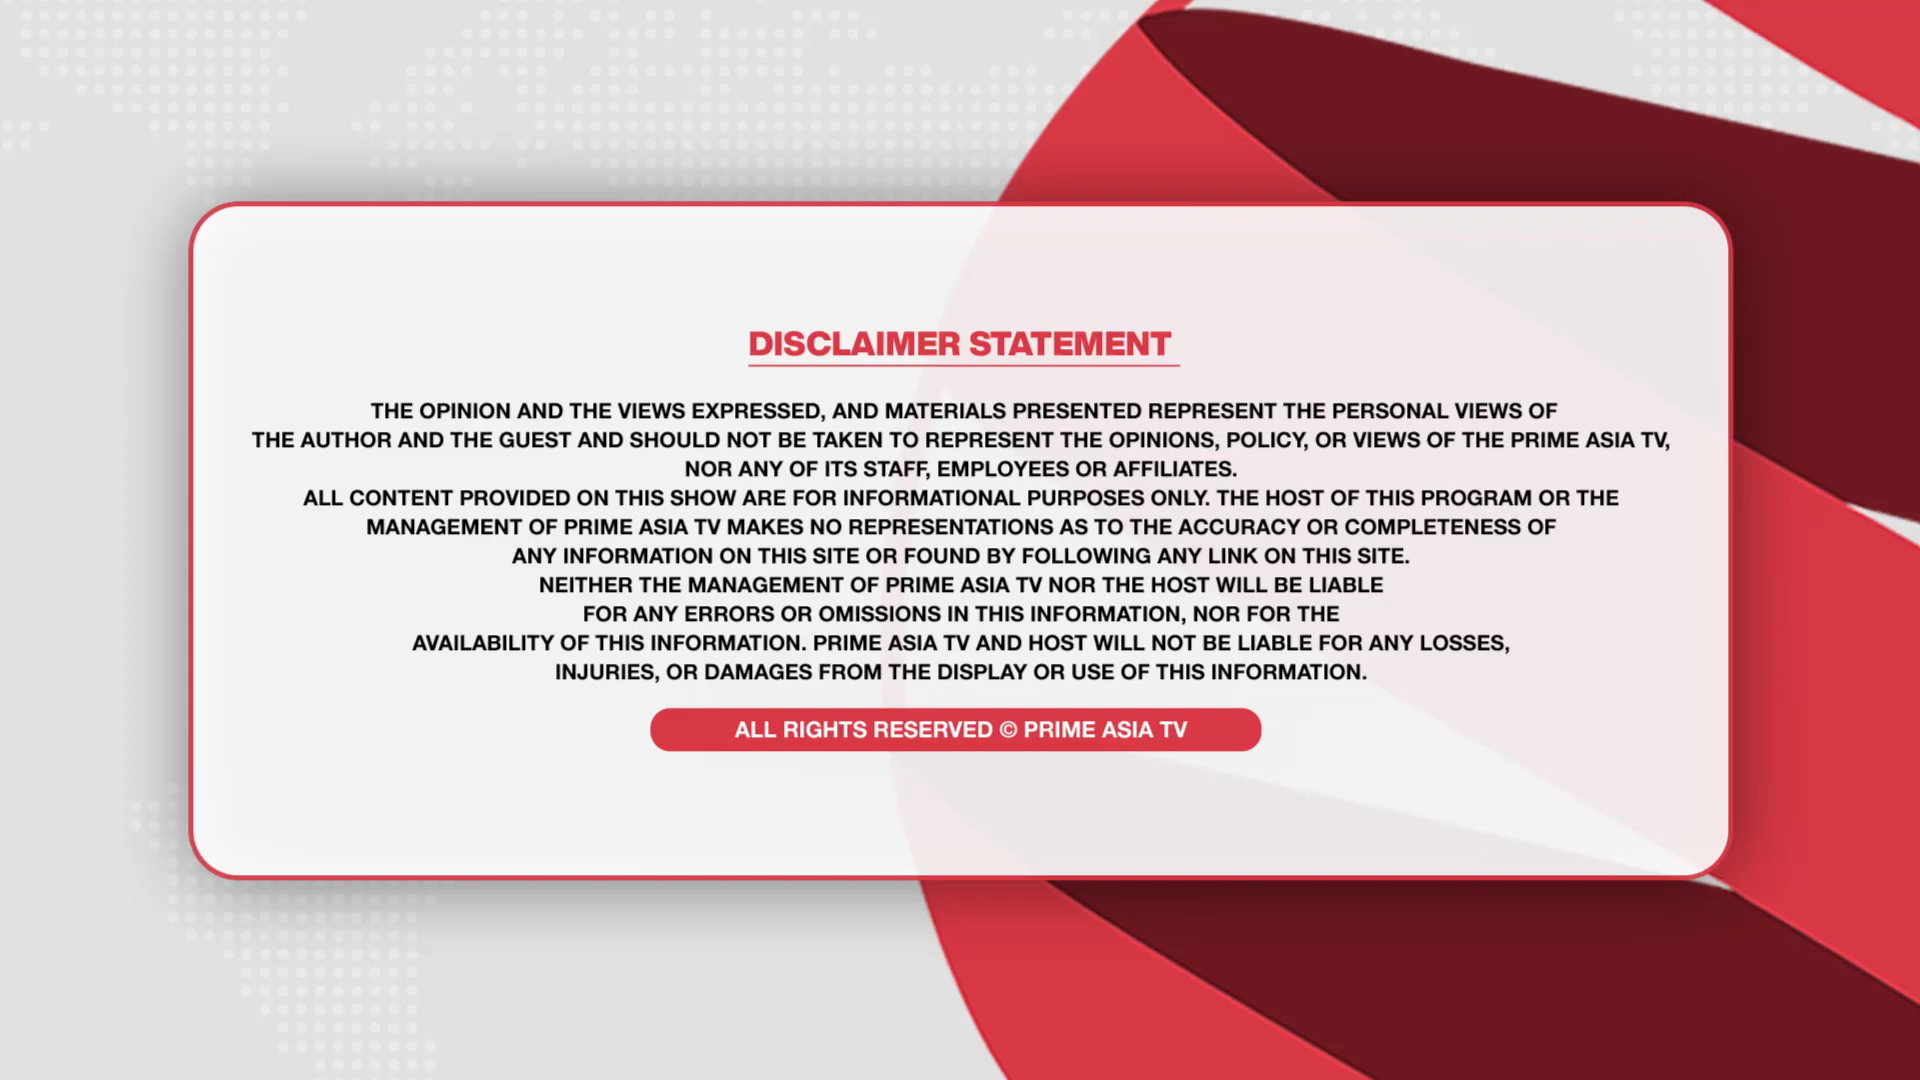 DISCLAIMER STATEMENT
THE OPINION AND THE VIEWS EXPRESSED, AND MATERIALS PRESENTED REPRESENT THE PERSONAL VIEWS OF
THE AUTHOR AND THE GUEST AND SHOULD NOT BE TAKEN TO REPRESENT THE OPINIONS, POLICY, OR VIEWS OF THE PRIME ASIA TV,
NOR ANY OF ITS STAFF, EMPLOYEES OR AFFILIATES.
ALL CONTENT PROVIDED ON THIS SHOW ARE FOR INFORMATIONAL PURPOSES ONLY. THE HOST OF THIS PROGRAM OR THE
MANAGEMENT OF PRIME ASIA TV MAKES NO REPRESENTATIONS AS TO THE ACCURACY OR COMPLETENESS OF
ANY INFORMATION ON THIS SITE OR FOUND BY FOLLOWING ANY LINK ON THIS SITE.
NEITHER THE MANAGEMENT OF PRIME ASIA TV NOR THE HOST WILL BE LIABLE
FOR ANY ERRORS OR OMISSIONS IN THIS INFORMATION, NOR FOR THE
AVAILABILITY OF THIS INFORMATION. PRIME ASIA TV AND HOST WILL NOT BE LIABLE FOR ANY LOSSES,
INJURIES, OR DAMAGES FROM THE DISPLAY OR USE OF THIS INFORMATION.
ALL RIGHTS RESERVED © PRIME ASIA TV